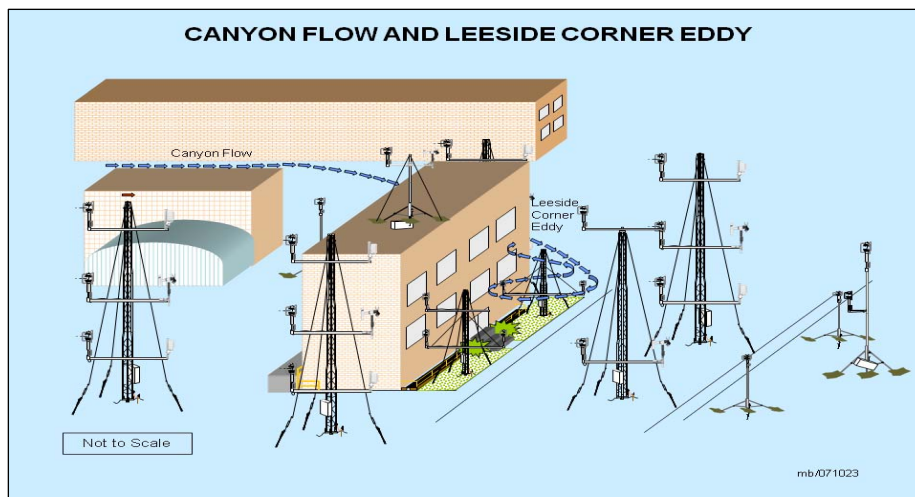 CANYON FLOW AND LEESIDE CORNER EDDY
Canyon Flow
Leeside
Corner
Eddy
Not to Scale
mb/071023